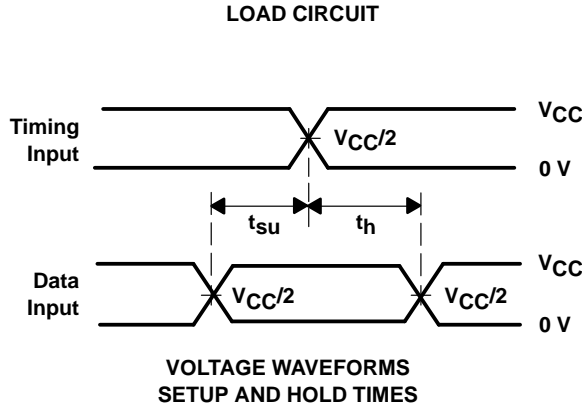 LOAD CIRCUIT
VCC
Timing
Input
VCC/2
0 V
tsu
th
VCC
Data
Input
VCC/2
VCC/2
0 V
VOLTAGE WAVEFORMS
SETUP AND HOLD TIMES